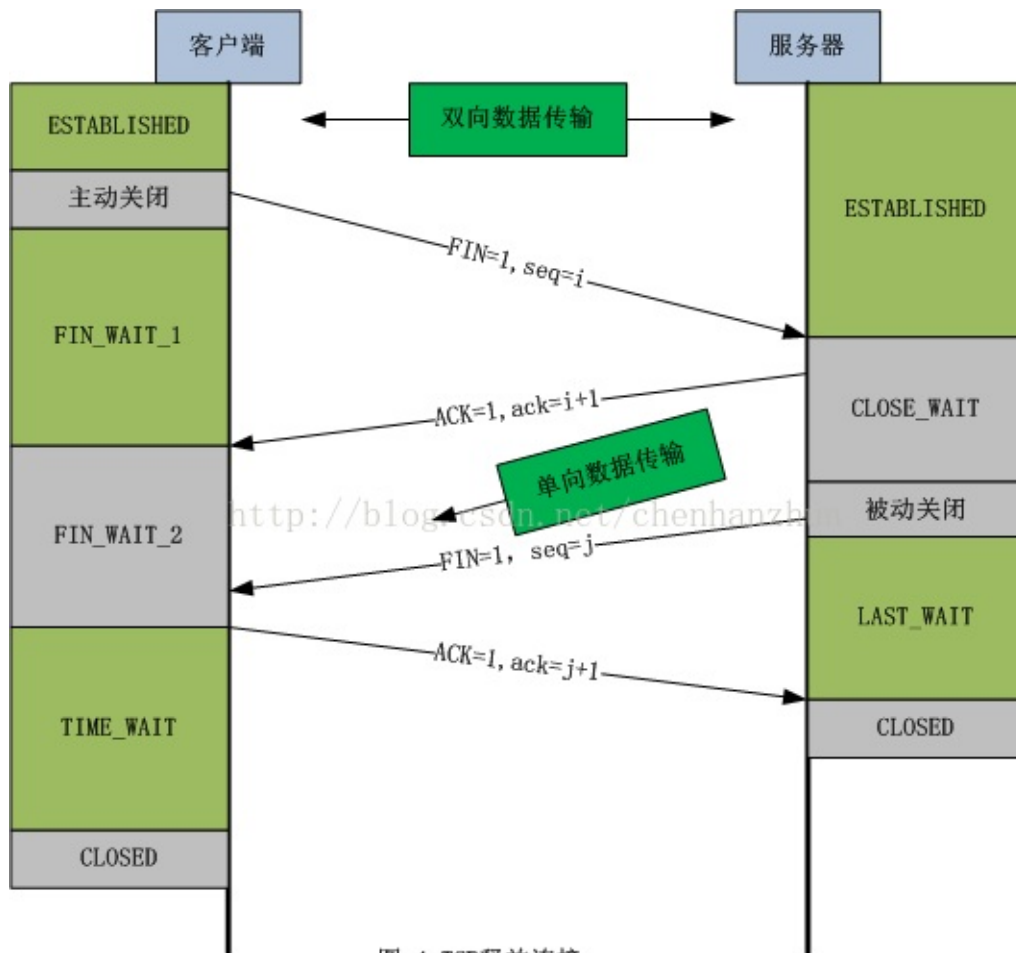 客户端
服务器
双向数据传输
ESTABLISHED
主动关闭
ESTABLISHED
FIN=1,seq=i
FIN_WAIT_1
ACK=1,ack=i+1
CLOSE_WAIT
单向数据传输
http://blog.csdn.net/chenhanzhun
被动关闭
FIN_WAIT_2
FIN=1, seq=j
LAST_WAIT
ACK=1,ack=j+1
TIME_WAIT
CLOSED
CLOSED